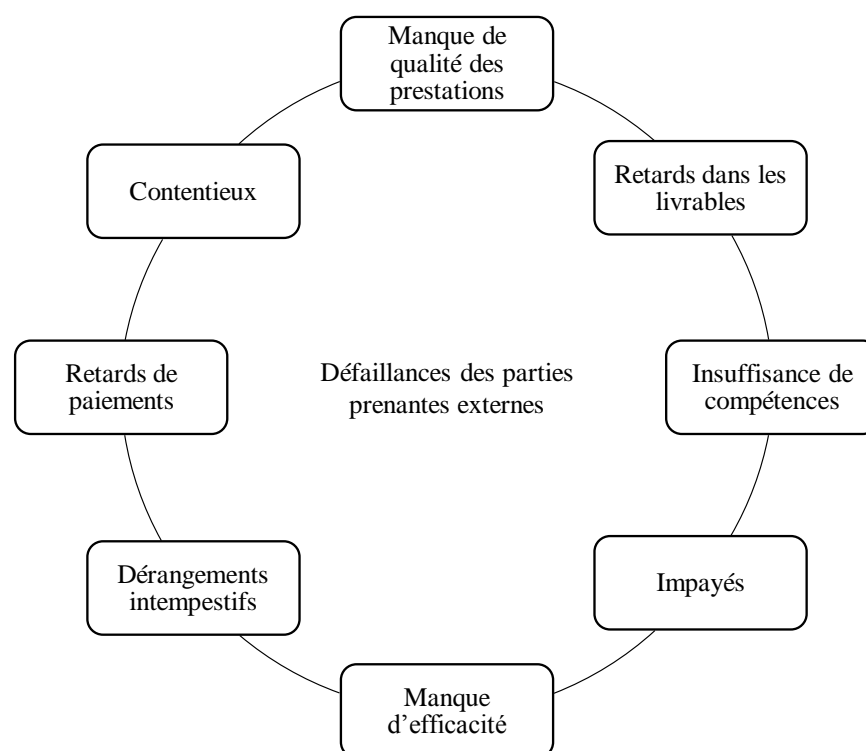 Manque de
qualité des
prestations
Retards dans les
livrables
Insuffisance de
compétences
Impayés
Manque
d’efficacité
Dérangements
intempestifs
Retards de
paiements
Contentieux
Défaillances des parties
prenantes externes